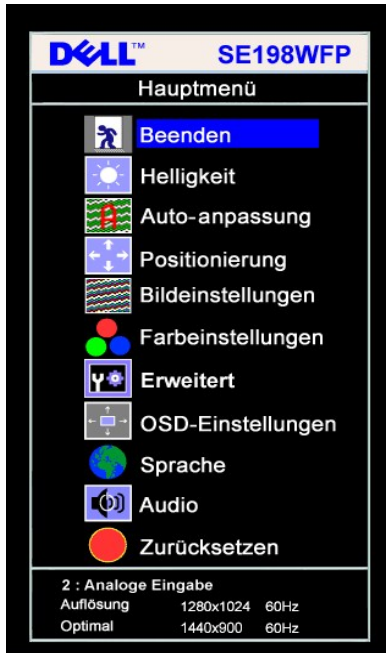 DELL™ SE198WFP
Hauptmenü
Beenden
Helligkeit
Auto-anpassung
Positionierung
Bildeinstellungen
Farbeinstellungen
Erweitert
OSD-Einstellungen
Sprache
Audio
Zurücksetzen
2 : Analoge Eingabe
Auflösung 1280x1024 60Hz
Optimal 1440x900 60Hz